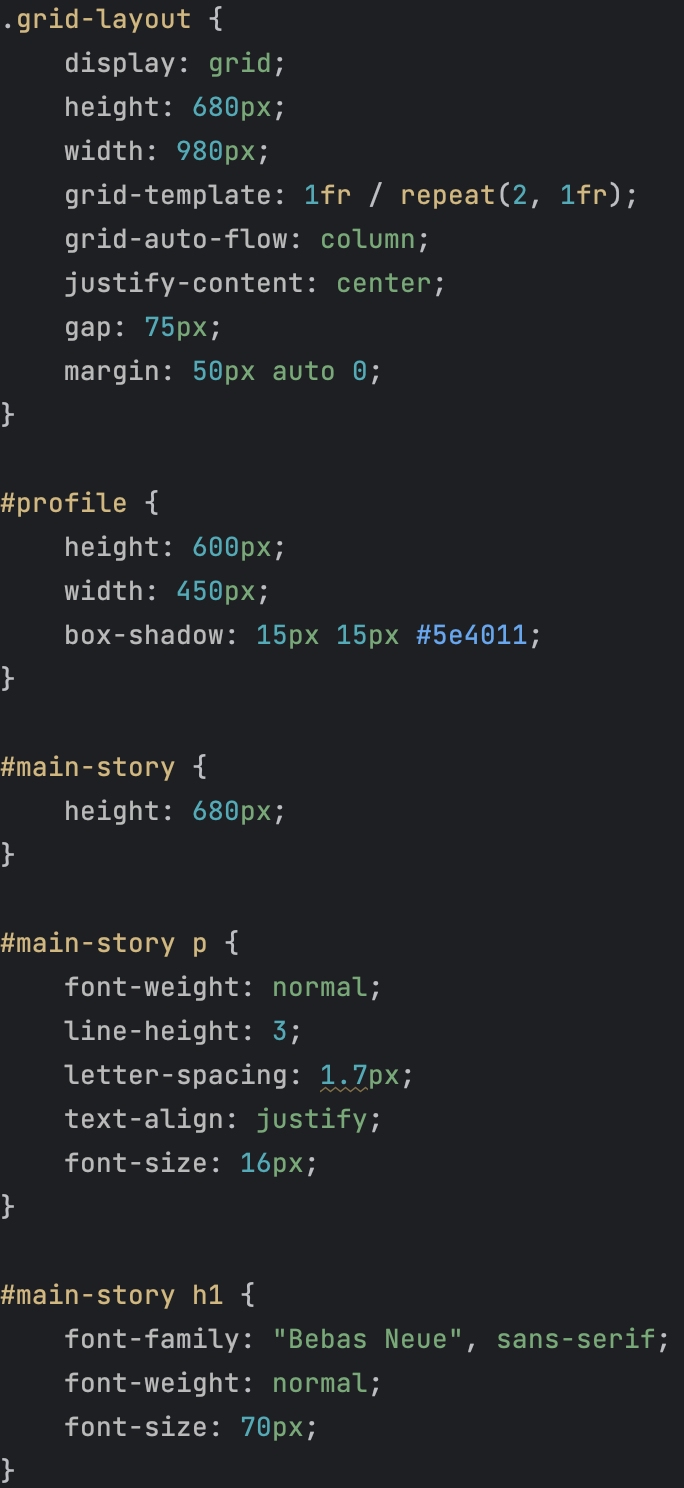 .grid-layout {
    display: grid;
    height: 680px;
    width: 980px;
    grid-template: 1fr / repeat(2, 1fr);
    grid-auto-flow: column;
    justify-content: center;
    gap: 75px;
    margin: 50px auto 0;
}

#profile {
    height: 600px;
    width: 450px;
    box-shadow: 15px 15px #5e4011;
}

#main-story {
    height: 680px;
}

#main-story p {
    font-weight: normal;
    line-height: 3;
    letter-spacing: 1.7px;
    text-align: justify;
    font-size: 16px;
}

#main-story h1 {
    font-family: "Bebas Neue", sans-serif;
    font-weight: normal;
    font-size: 70px;
}